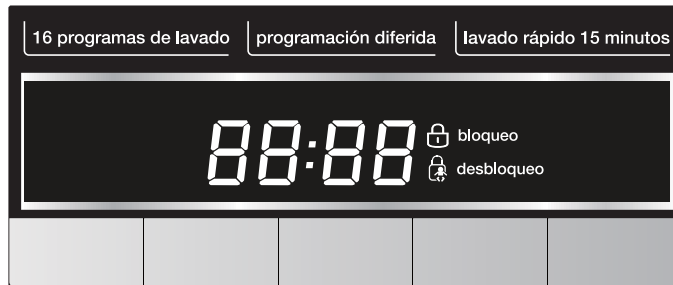 16 programas de lavado
programación diferida
lavado rápido 15 minutos
88:88
bloqueo
desbloqueo